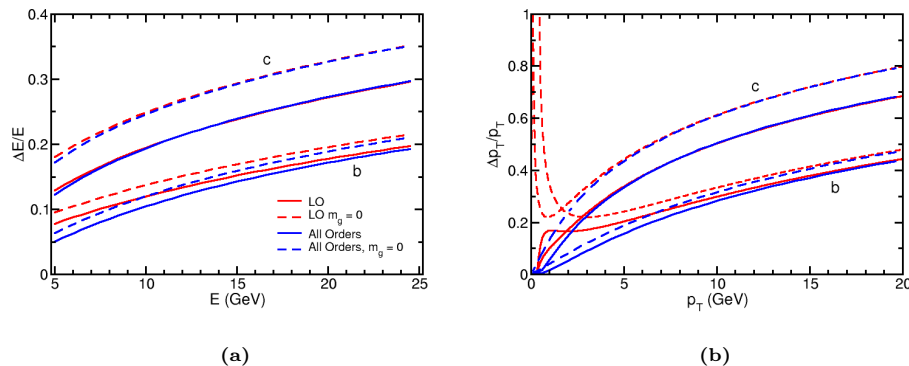 0.4
0.3
0.2
0.1
0
ΔE/E
5
10
15
20
25
E (GeV)
c
b
LO
LO m_g = 0
All Orders
All Orders, m_g = 0
(a)
1
0.8
0.6
0.4
0.2
0
Δp_T/p_T
0
5
10
15
20
p_T (GeV)
c
b
(b)